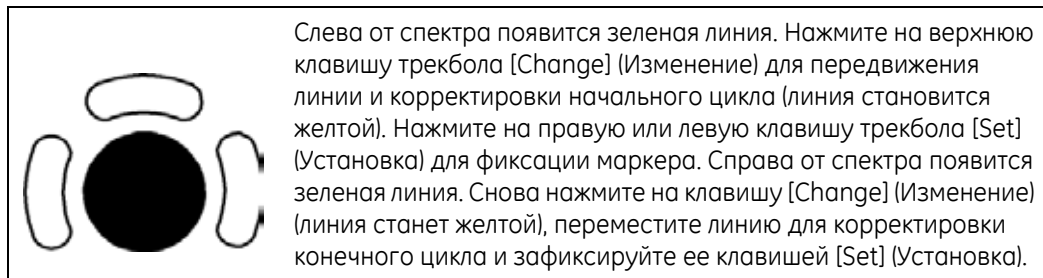 Слева от спектра появится зеленая линия. Нажмите на верхнюю
клавишу трекбола [Change] (Изменение) для передвижения
линии и корректировки начального цикла (линия становится
желтой). Нажмите на правую или левую клавишу трекбола [Set]
(Установка) для фиксации маркера. Справа от спектра появится
зеленая линия. Снова нажмите на клавишу [Change] (Изменение)
(линия станет желтой), переместите линию для корректировки
конечного цикла и зафиксируйте ее клавишей [Set] (Установка).